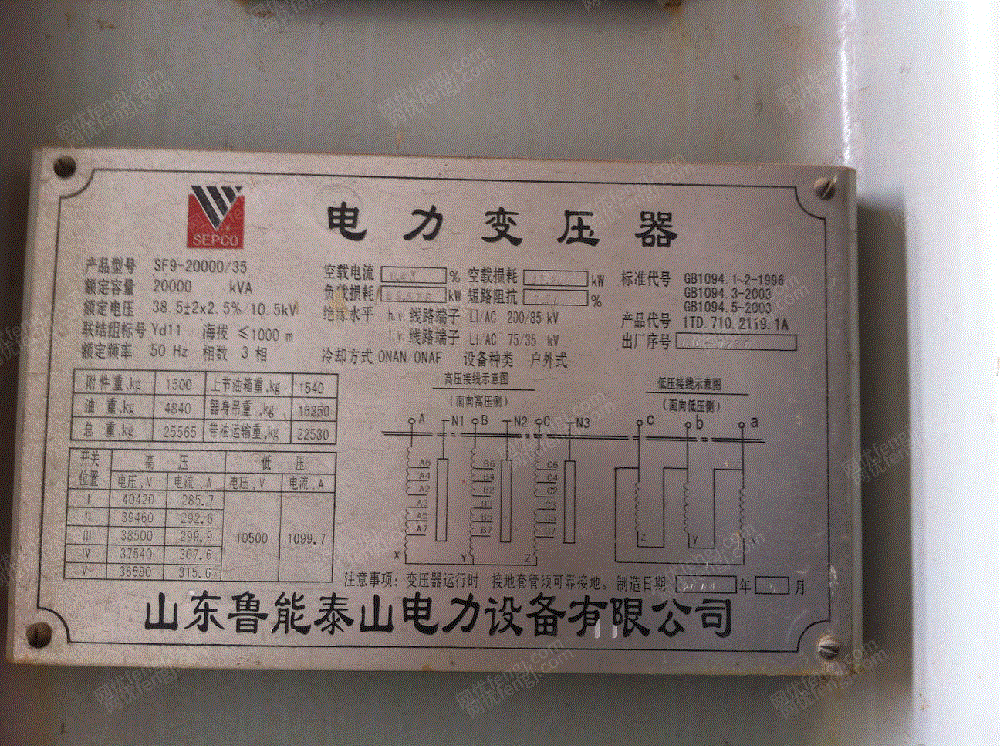 SEPCO
电力变压器
产品型号 SF9-20000/35
额定容量 20000 kVA
额定电压 38.5±2x2.5%/10.5kV
联结组标号 Yd11 海拔 ≤1000 m
额定频率 50 Hz 相数 3 相
空载电流 % 空载损耗 kW
负载损耗 kW 短路阻抗 %
绝缘水平 h.v. 线路端子 LI/AC 200/85 kV
线路端子 LI/AC 75/35 kV
冷却方式 ONAN ONAF 设备种类 户外式
标准代号 GB1094.1-2-1996
GB1094.3-2003
GB1094.5-2003
产品代号 1TD.710.2119.1A
出厂序号
附件重,kg 1500 上节油箱重,kg 1540
油重,kg 4840 器身吊重,kg
总重,kg 25565 带油运输重,kg 22530
开关位置 高压 低压
电压,V 电流,A 电压,V 电流,A
I 40420 285.7
II 39460 292.6
III 38500 299.9 10500 1099.7
IV 37540 307.6
V 315.6
高压接线示意图
(面向高压侧)
A N1 B N2 C N3
X Y Z
低压接线示意图
(面向低压侧)
c b a
z y x
注意事项: 变压器运行时 接地套管须可靠接地。 制造日期 年 月
山东鲁能泰山电力设备有限公司